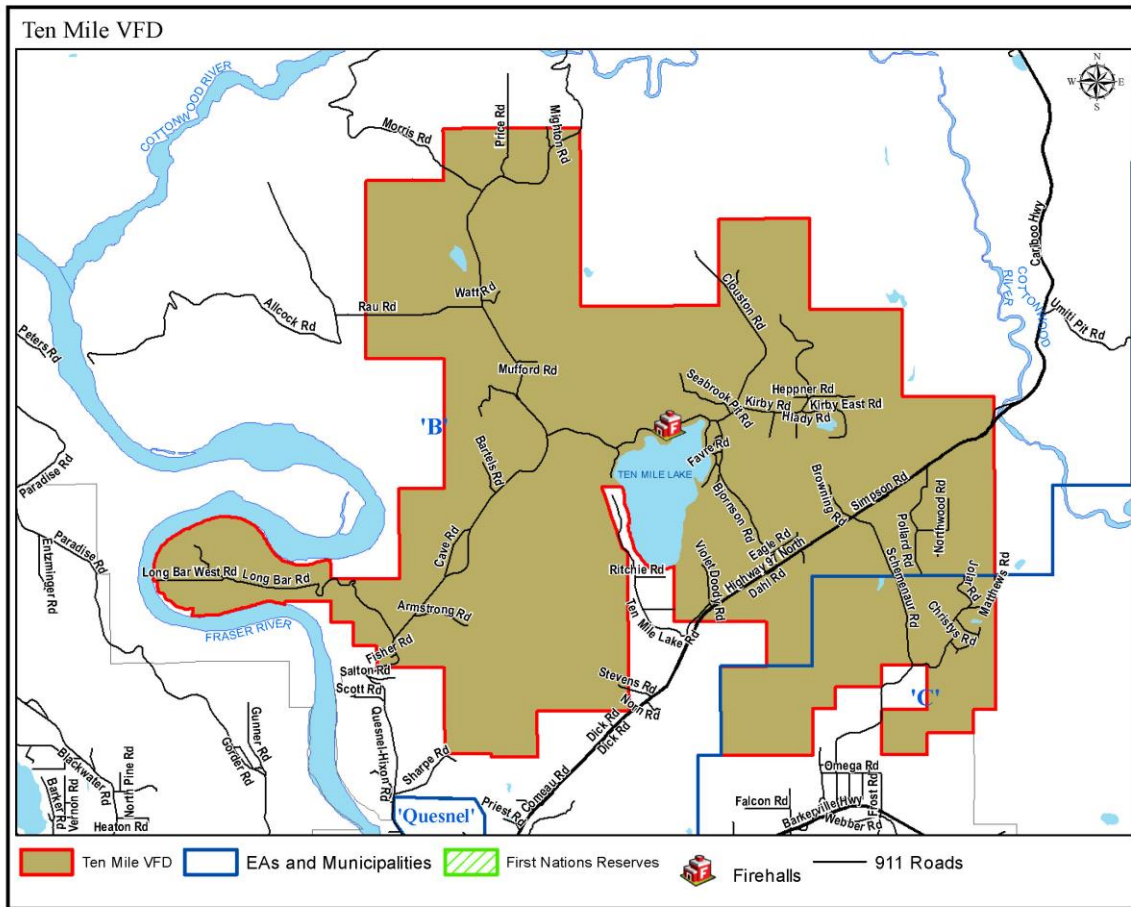 Ten Mile VFD
N
W
E
S
COTTONWOOD RIVER
Morris Rd
Price Rd
Mighton Rd
Cariboo Hwy
COTTONWOOD
RIVER
Umiti Pit Rd
Clouston Rd
Watt Rd
Rau Rd
Allcock Rd
Peters Rd
Mufford Rd
Seabrook Pit Rd
Heppner Rd
Kirby Rd
Kirby East Rd
Hlady Rd
'B'
F
Favre Rd
TEN MILE LAKE
Bartels Rd
Bjornson Rd
Browning Rd
Simpson Rd
Pollard Rd
Northwood Rd
Paradise Rd
Paradise Rd
Entzminger Rd
Cave Rd
Eagle Rd
Highway 97 North
Dahl Rd
Violet Doody Rd
Ritchie Rd
Long Bar West Rd
Long Bar Rd
Schemenaur Rd
Jolar Rd
Matthews Rd
Christys Rd
Armstrong Rd
Ten Mile Lake Rd
FRASER RIVER
Fisher Rd
Salton Rd
Scott Rd
Stevens Rd
Norn Rd
'C'
Quesnel-Hixon Rd
Dick Rd
Dick Rd
Gunner Rd
Gorder Rd
Sharpe Rd
Comeau Rd
Omega Rd
Frost Rd
Blackwater Rd
North Pine Rd
Barker Rd
Vernon Rd
Heaton Rd
'Quesnel'
Priest Rd
Falcon Rd
Barkerville Hwy
Webber Rd
Ten Mile VFD
EAs and Municipalities
First Nations Reserves
F
Firehalls
911 Roads